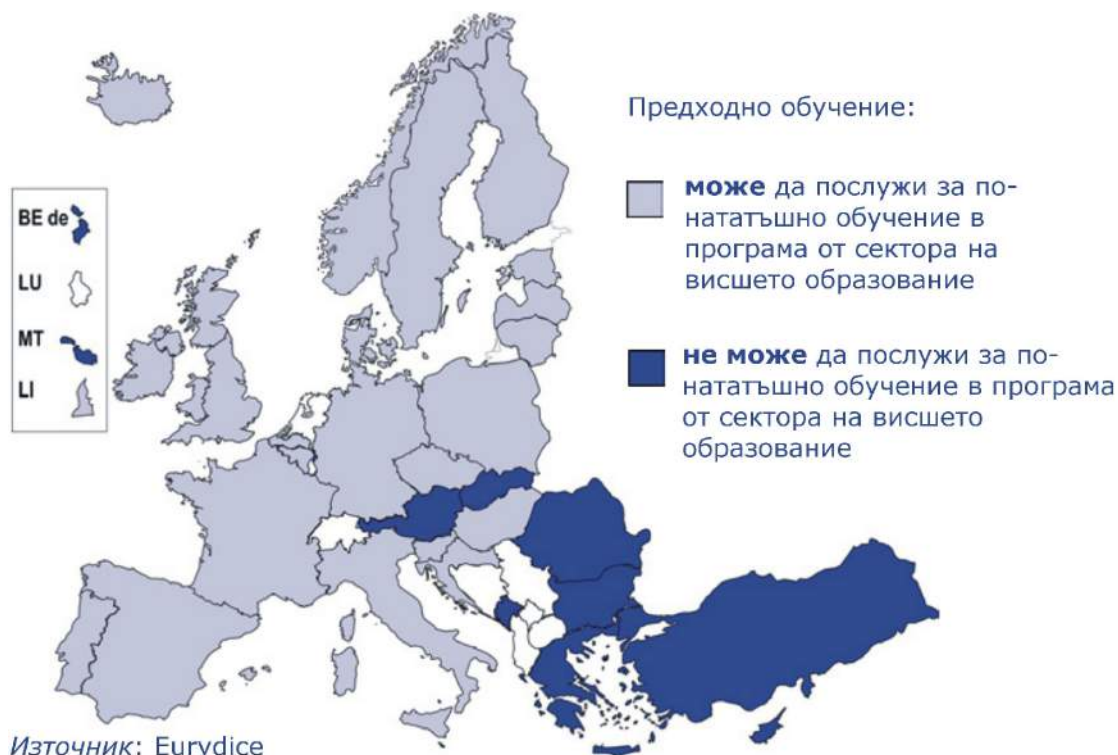 Предходно обучение:
може да послужи за по-
нататъшно обучение в
програма от сектора на
висшето образование
не може да послужи за по-
нататъшно обучение в програма
от сектора на висшето
образование
BE de
LU
MT
LI
Източник: Eurydice